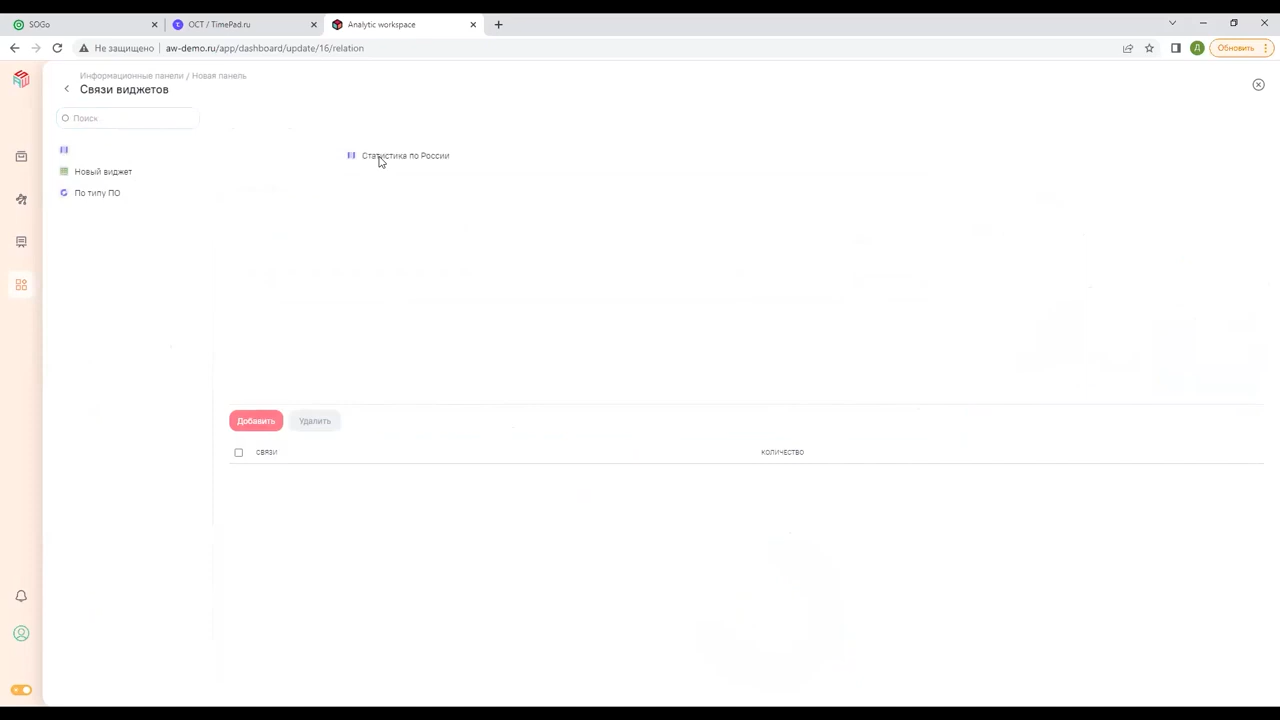 SOGo
ОСТ / TimePad.ru
Analytic workspace
Не защищено
aw-demo.ru/app/dashboard/update/16/relation
Д
Обновить
Информационные панели / Новая панель
Связи виджетов
Поиск
Статистика по России
Новый виджет
По типу ПО
Добавить
Удалить
СВЯЗИ
КОЛИЧЕСТВО